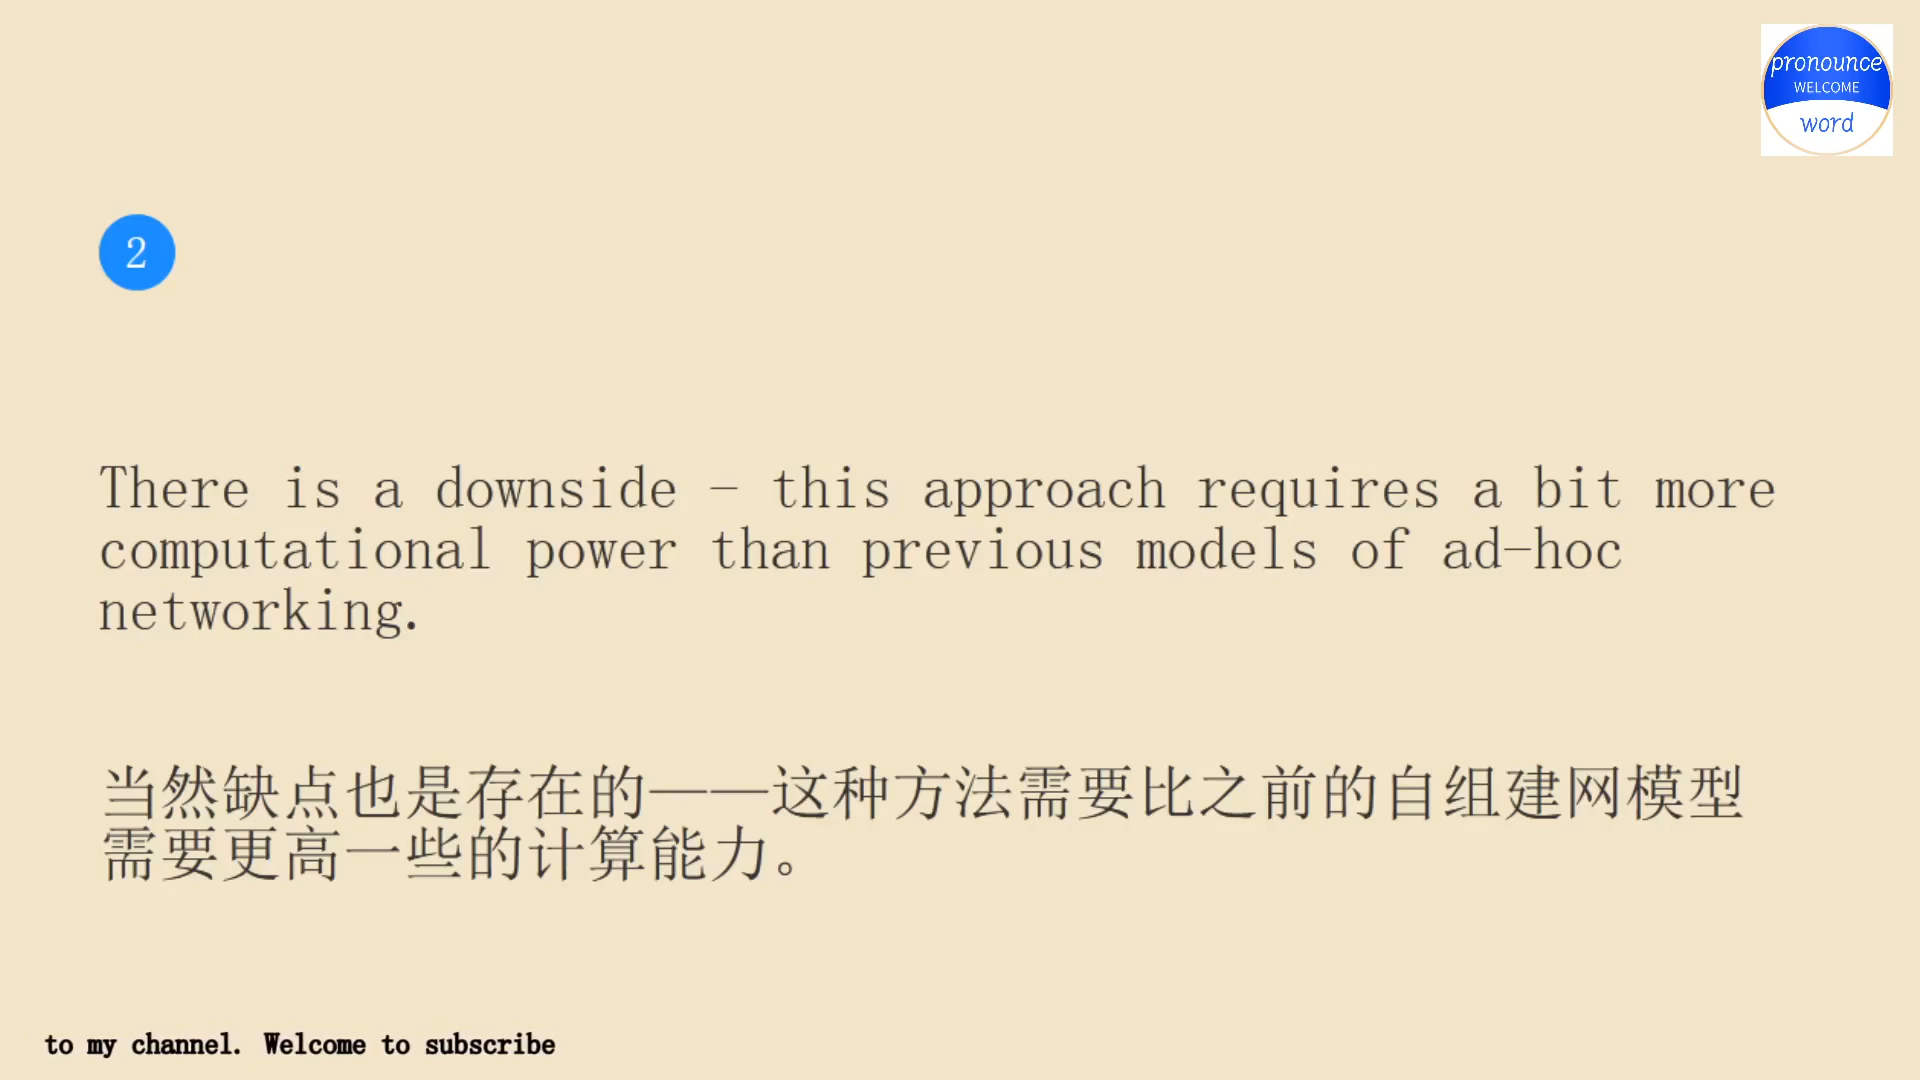 pronounce
WELCOME
word
2
There is a downside - this approach requires a bit more
computational power than previous models of ad-hoc
networking.
当然缺点也是存在的——这种方法需要比之前的自组建网模型
需要更高一些的计算能力。
to my channel. Welcome to subscribe